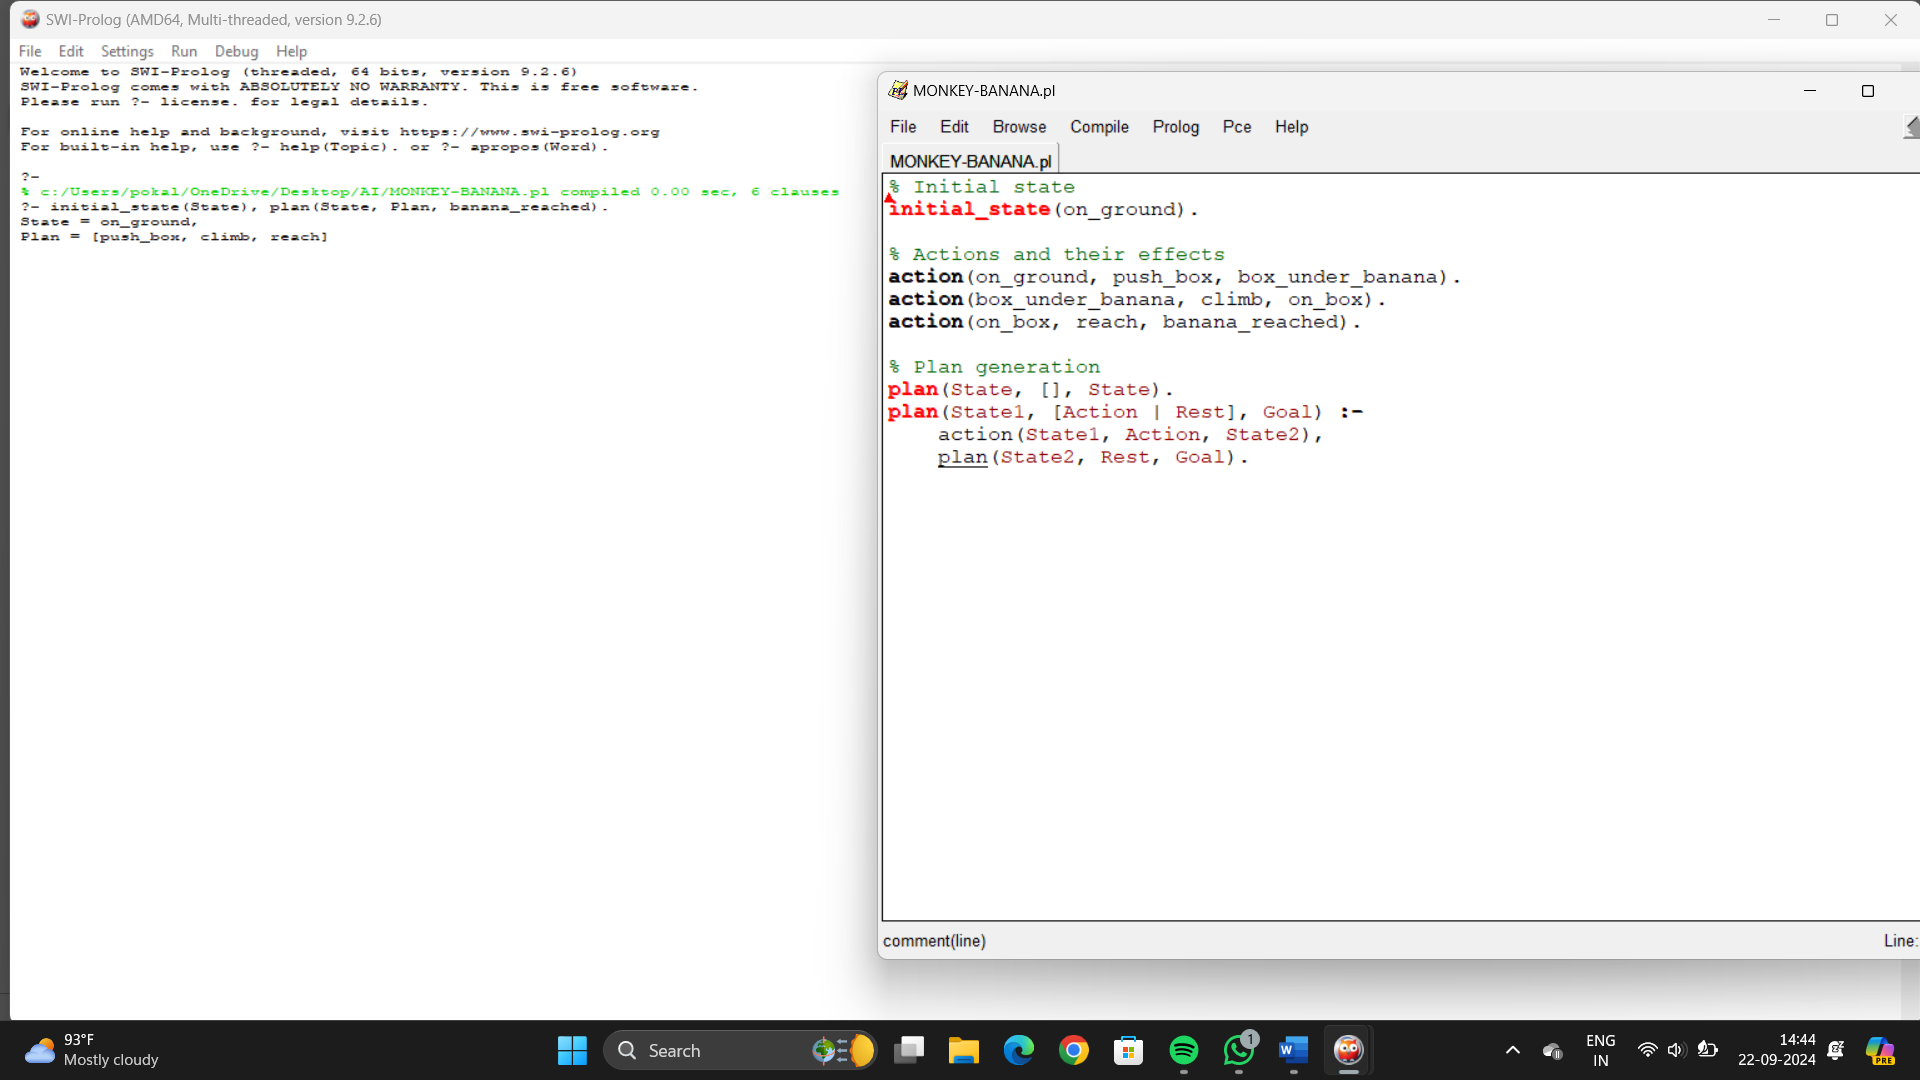 SWI-Prolog (AMD64, Multi-threaded, version 9.2.6)
File Edit Settings Run Debug Help
Welcome to SWI-Prolog (threaded, 64 bits, version 9.2.6)
SWI-Prolog comes with ABSOLUTELY NO WARRANTY. This is free software.
Please run ?- license. for legal details.
For online help and background, visit https://www.swi-prolog.org
For built-in help, use ?- help(Topic). or ?- apropos(Word).
?-
% c:/Users/pokal/OneDrive/Desktop/AI/MONKEY-BANANA.pl compiled 0.00 sec, 6 clauses
?- initial_state(State), plan(State, Plan, banana_reached).
State = on_ground,
Plan = [push_box, climb, reach]
MONKEY-BANANA.pl
File Edit Browse Compile Prolog Pce Help
MONKEY-BANANA.pl
% Initial state
initial_state(on_ground).
% Actions and their effects
action(on_ground, push_box, box_under_banana).
action(box_under_banana, climb, on_box).
action(on_box, reach, banana_reached).
% Plan generation
plan(State, [], State).
plan(State1, [Action | Rest], Goal) :-
    action(State1, Action, State2),
    plan(State2, Rest, Goal).
comment(line)
Line:
93°F
Mostly cloudy
Search
1
W
ENG
IN
14:44
22-09-2024
PRE